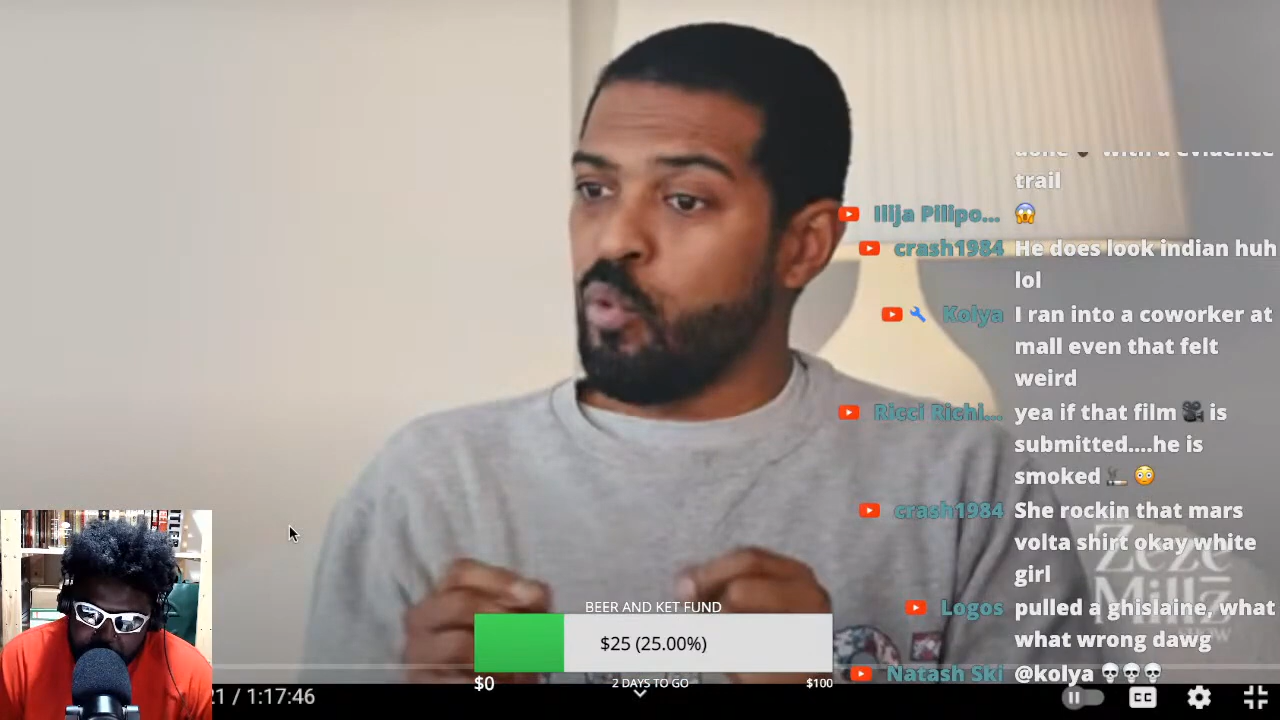 trail
Ilija Pilipo...
😱
crash1984 He does look indian huh
lol
Kolya I ran into a coworker at
mall even that felt
weird
Ricci Richi... yea if that film 🎥 is
submitted....he is
smoked 🚬 😳
crash1984 She rockin that mars
volta shirt okay white
girl
Zeze
Millz
Logos pulled a ghislaine, what
what wrong dawg
BEER AND KET FUND
$25 (25.00%)
Natash Ski @kolya 💀💀💀
$0 2 DAYS TO GO $100
/ 1:17:46
CC